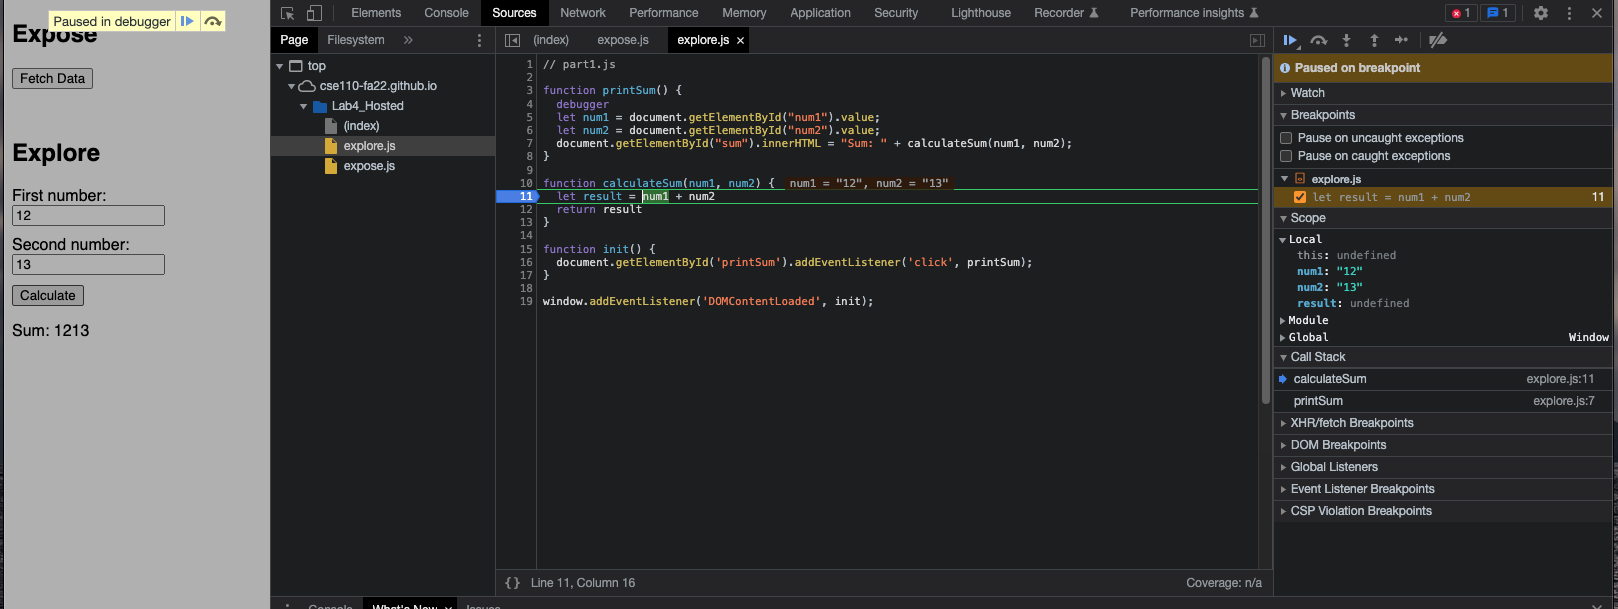 Paused in debugger
Expose
Fetch Data
Explore
First number:
12
Second number:
13
Calculate
Sum: 1213
Elements Console Sources Network Performance Memory Application Security Lighthouse Recorder Performance insights 1 1
Page Filesystem »
top
cse110-fa22.github.io
Lab4_Hosted
(index)
explore.js
expose.js
(index) expose.js explore.js ×
1 // part1.js
2
3 function printSum() {
4 debugger
5 let num1 = document.getElementById("num1").value;
6 let num2 = document.getElementById("num2").value;
7 document.getElementById("sum").innerHTML = "Sum: " + calculateSum(num1, num2);
8 }
9
10 function calculateSum(num1, num2) { num1 = "12", num2 = "13"
11 let result = num1 + num2
12 return result
13 }
14
15 function init() {
16 document.getElementById('printSum').addEventListener('click', printSum);
17 }
18
19 window.addEventListener('DOMContentLoaded', init);
{} Line 11, Column 16 Coverage: n/a
Paused on breakpoint
Watch
Breakpoints
Pause on uncaught exceptions
Pause on caught exceptions
explore.js
let result = num1 + num2 11
Scope
Local
this: undefined
num1: "12"
num2: "13"
result: undefined
Module
Global Window
Call Stack
calculateSum explore.js:11
printSum explore.js:7
XHR/fetch Breakpoints
DOM Breakpoints
Global Listeners
Event Listener Breakpoints
CSP Violation Breakpoints
Console What's New Issues